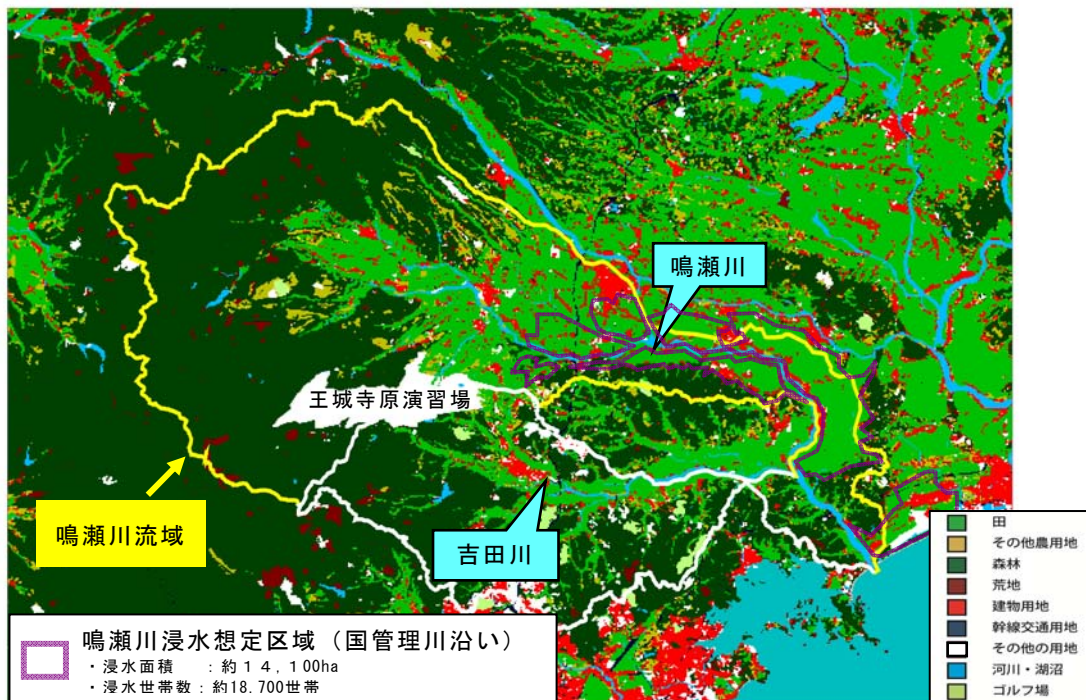 鳴瀬川
王城寺原演習場
鳴瀬川流域
吉田川
鳴瀬川浸水想定区域（国管理川沿い）
・浸水面積　：約１４，１００ha
・浸水世帯数：約18.700世帯
田
その他農用地
森林
荒地
建物用地
幹線交通用地
その他の用地
河川・湖沼
ゴルフ場